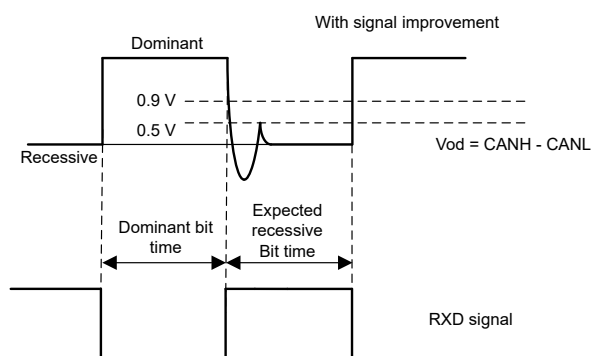 With signal improvement
Dominant
0.9 V
0.5 V
Vod = CANH - CANL
Recessive
Dominant bit
time
Expected
recessive
Bit time
RXD signal